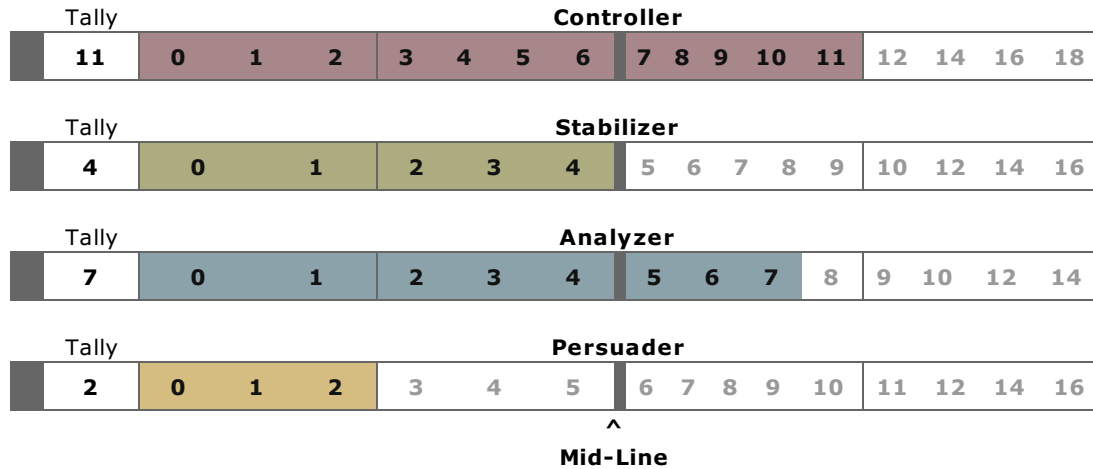 Tally Controller
11 0 1 2 3 4 5 6 7 8 9 10 11 12 14 16 18
Tally Stabilizer
4 0 1 2 3 4 5 6 7 8 9 10 12 14 16
Tally Analyzer
7 0 1 2 3 4 5 6 7 8 9 10 12 14
Tally Persuader
2 0 1 2 3 4 5 6 7 8 9 10 11 12 14 16
^
Mid-Line